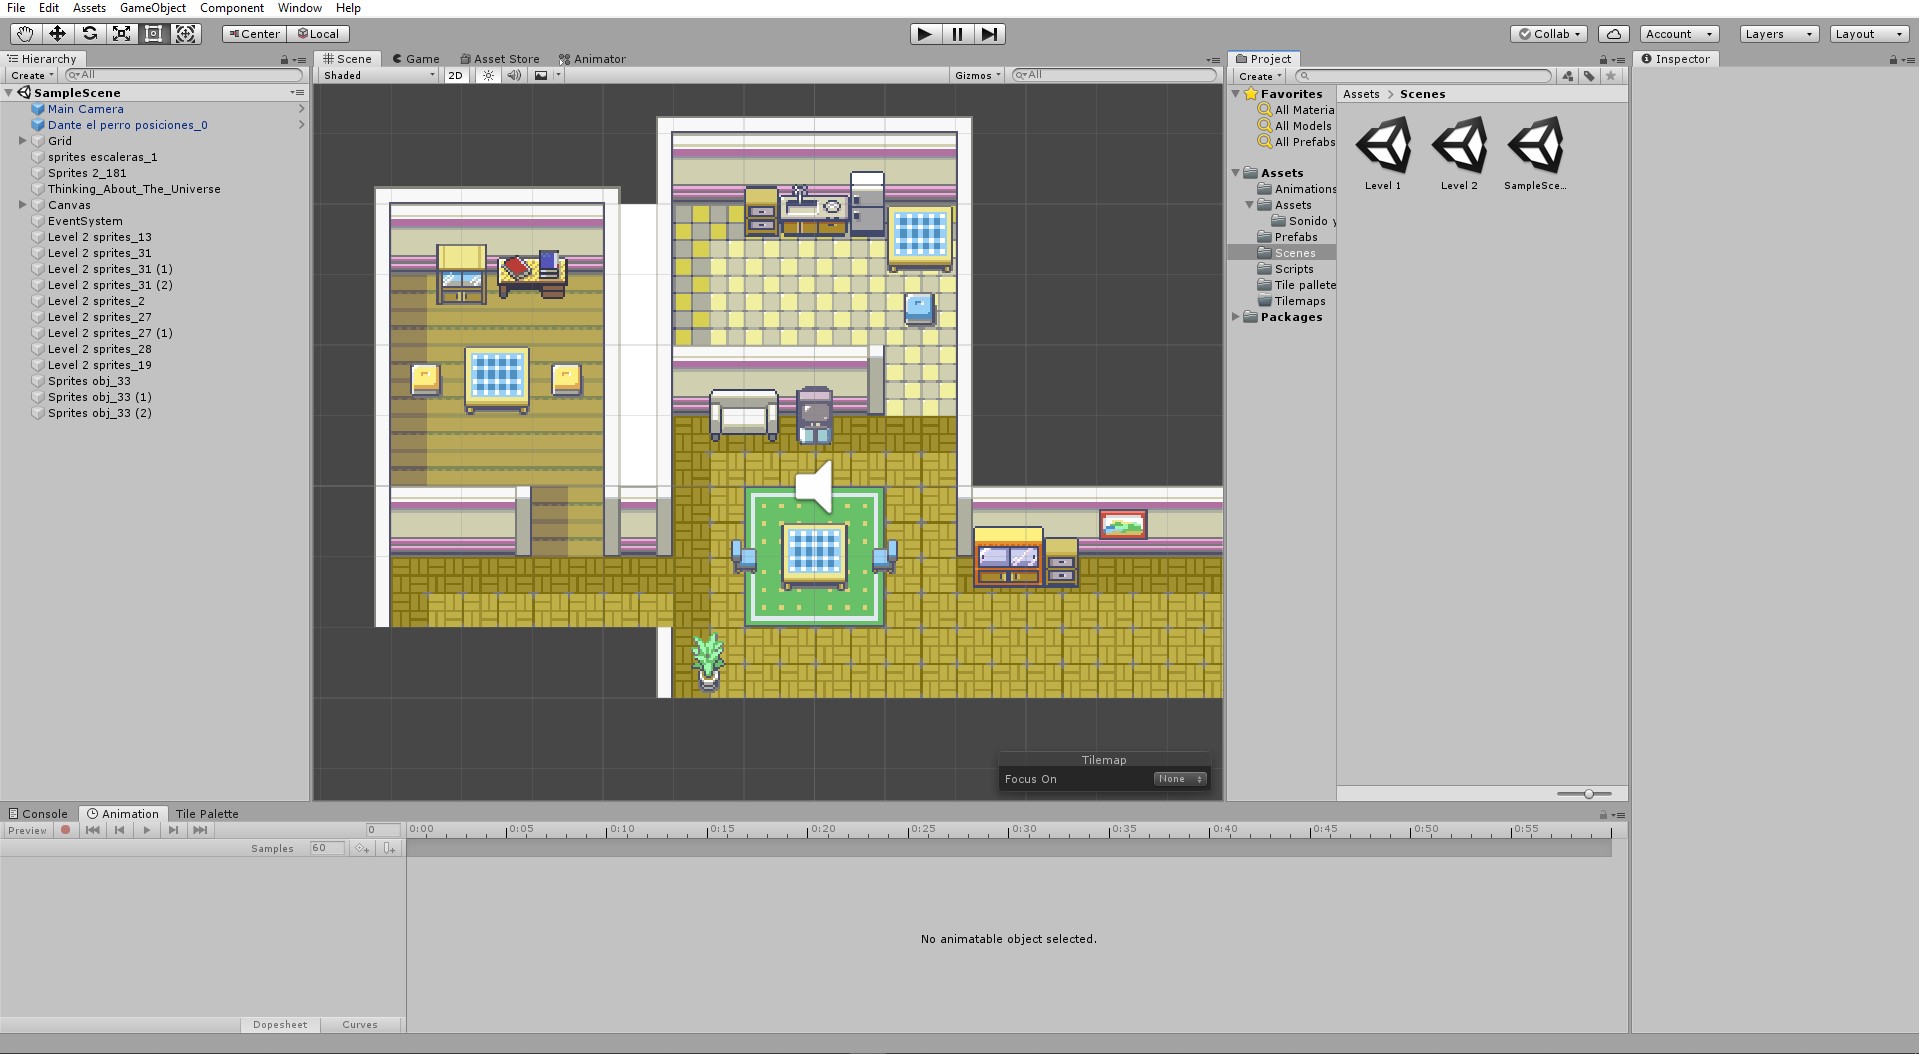 File Edit Assets GameObject Component Window Help
Center Local Collab Account Layers Layout
Hierarchy
Create All
SampleScene
Main Camera
Dante el perro posiciones_0
Grid
sprites escaleras_1
Sprites 2_181
Thinking_About_The_Universe
Canvas
EventSystem
Level 2 sprites_13
Level 2 sprites_31
Level 2 sprites_31 (1)
Level 2 sprites_31 (2)
Level 2 sprites_2
Level 2 sprites_27
Level 2 sprites_27 (1)
Level 2 sprites_28
Level 2 sprites_19
Sprites obj_33
Sprites obj_33 (1)
Sprites obj_33 (2)
Scene Game Asset Store Animator
Shaded 2D Gizmos All
Tilemap
Focus On None
Project
Create
Favorites
All Materia
All Models
All Prefabs
Assets
Animations
Assets
Sonido y
Prefabs
Scenes
Scripts
Tile pallete
Tilemaps
Packages
Assets > Scenes
Level 1 Level 2 SampleSce...
Inspector
Console Animation Tile Palette
Preview 0 0:00 0:05 0:10 0:15 0:20 0:25 0:30 0:35 0:40 0:45 0:50 0:55
Samples 60
No animatable object selected.
Dopesheet Curves